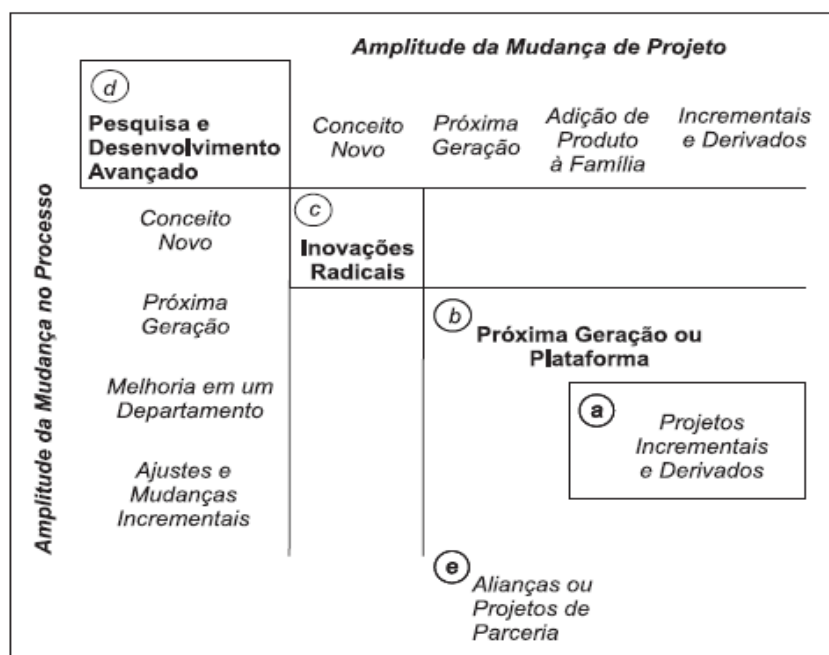 Amplitude da Mudança de Projeto
d
Pesquisa e
Desenvolvimento
Avançado
Conceito
Novo
Próxima
Geração
Adição de
Produto
à Família
Incrementais
e Derivados
Amplitude da Mudança no Processo
Conceito
Novo
Próxima
Geração
Melhoria em um
Departamento
Ajustes e
Mudanças
Incrementais
c
Inovações
Radicais
b
Próxima Geração ou
Plataforma
a
Projetos
Incrementais
e Derivados
e
Alianças ou
Projetos de
Parceria